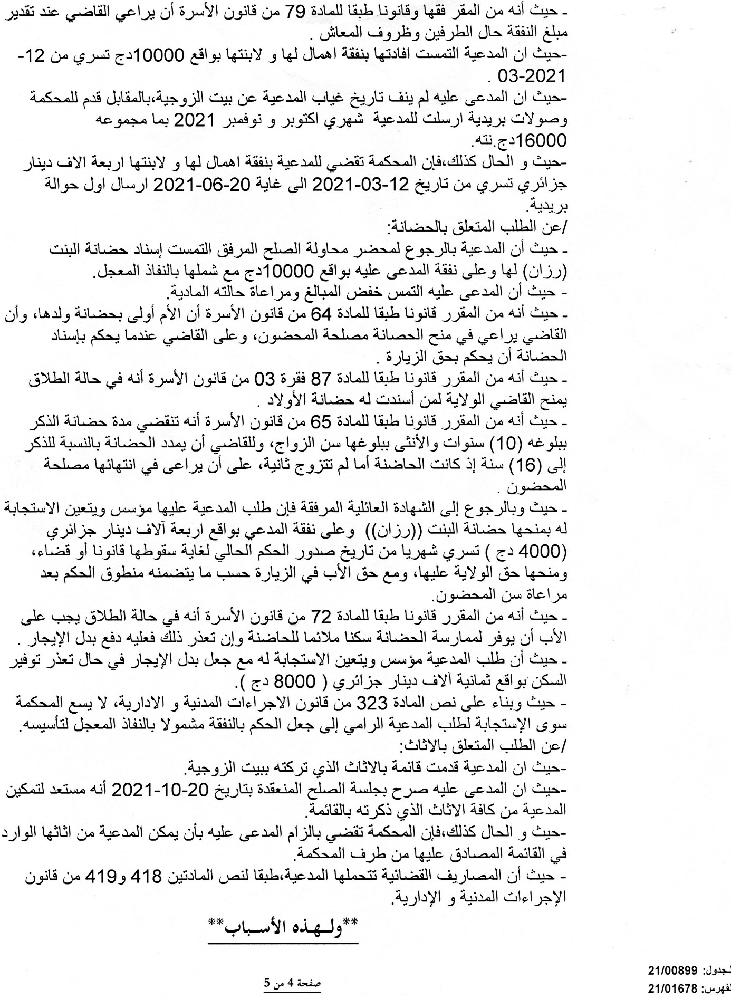 ـ حيث أنه من المقر فقها وقانونا طبقا للمادة 79 من قانون الأسرة أن يراعي القاضي عند تقدير
مبلغ النفقة حال الطرفين وظروف المعاش .
-حيث ان المدعية التمست افادتها بنفقة اهمال لها و لابنتها بواقع 10000دج تسري من 12-
03-2021 .
-حيث ان المدعى عليه لم ينف تاريخ غياب المدعية عن بيت الزوجية،بالمقابل قدم للمحكمة
وصولات بريدية ارسلت للمدعية شهري اكتوبر و نوفمبر 2021 بما مجموعه
16000دج.نته.
-حيث و الحال كذلك،فإن المحكمة تقضي للمدعية بنفقة اهمال لها و لابنتها اربعة الاف دينار
جزائري تسري من تاريخ 12-03-2021 الى غاية 20-06-2021 ارسال اول حوالة
بريدية.
/عن الطلب المتعلق بالحضانة:
ـ حيث أن المدعية بالرجوع لمحضر محاولة الصلح المرفق التمست إسناد حضانة البنت
(رزان) لها وعلى نفقة المدعى عليه بواقع 10000دج مع شملها بالنفاذ المعجل.
- حيث أن المدعى عليه التمس خفض المبالغ ومراعاة حالته المادية.
ـ حيث أنه من المقرر قانونا طبقا للمادة 64 من قانون الأسرة أن الأم أولى بحضانة ولدها، وأن
القاضي يراعي في منح الحصانة مصلحة المحضون، وعلى القاضي عندما يحكم بإسناد
الحضانة أن يحكم بحق الزيارة .
ـ حيث أنه من المقرر قانونا طبقا للمادة 87 فقرة 03 من قانون الأسرة أنه في حالة الطلاق
يمنح القاضي الولاية لمن أسندت له حضانة الأولاد .
ـ حيث أنه من المقرر قانونا طبقا للمادة 65 من قانون الأسرة أنه تنقضي مدة حضانة الذكر
ببلوغه (10) سنوات والأنثى ببلوغها سن الزواج، وللقاضي أن يمدد الحضانة بالنسبة للذكر
إلى (16) سنة إذ كانت الحاضنة أما لم تتزوج ثانية، على أن يراعى في انتهائها مصلحة
المحضون .
ـ حيث وبالرجوع إلى الشهادة العائلية المرفقة فإن طلب المدعية عليها مؤسس ويتعين الاستجابة
له بمنحها حضانة البنت ((رزان)) وعلى نفقة المدعي بواقع اربعة آلاف دينار جزائري
(4000 دج ) تسري شهريا من تاريخ صدور الحكم الحالي لغاية سقوطها قانونا أو قضاء،
ومنحها حق الولاية عليها، ومع حق الأب في الزيارة حسب ما يتضمنه منطوق الحكم بعد
مراعاة سن المحضون.
ـ حيث أنه من المقرر قانونا طبقا للمادة 72 من قانون الأسرة أنه في حالة الطلاق يجب على
الأب أن يوفر لممارسة الحضانة سكنا ملائما للحاضنة وإن تعذر ذلك فعليه دفع بدل الإيجار .
ـ حيث أن طلب المدعية مؤسس ويتعين الاستجابة له مع جعل بدل الإيجار في حال تعذر توفير
السكن بواقع ثمانية آلاف دينار جزائري ( 8000 دج ).
- حيث وبناء على نص المادة 323 من قانون الاجراءات المدنية و الادارية، لا يسع المحكمة
سوى الإستجابة لطلب المدعية الرامي إلى جعل الحكم بالنفقة مشمولا بالنفاذ المعجل لتأسيسه.
/عن الطلب المتعلق بالاثاث:
-حيث ان المدعية قدمت قائمة بالاثاث الذي تركته ببيت الزوجية.
-حيث ان المدعى عليه صرح بجلسة الصلح المنعقدة بتاريخ 20-10-2021 أنه مستعد لتمكين
المدعية من كافة الاثاث الذي ذكرته بالقائمة.
-حيث و الحال كذلك،فإن المحكمة تقضي بالزام المدعى عليه بأن يمكن المدعية من اثاثها الوارد
في القائمة المصادق عليها من طرف المحكمة.
- حيث أن المصاريف القضائية تتحملها المدعية،طبقا لنص المادتين 418 و419 من قانون
الإجراءات المدنية و الإدارية.
**ولـهـذه الأسـباب**
لجدول: 21/00899
صفحة 4 من 5
لفهرس: 21/01678